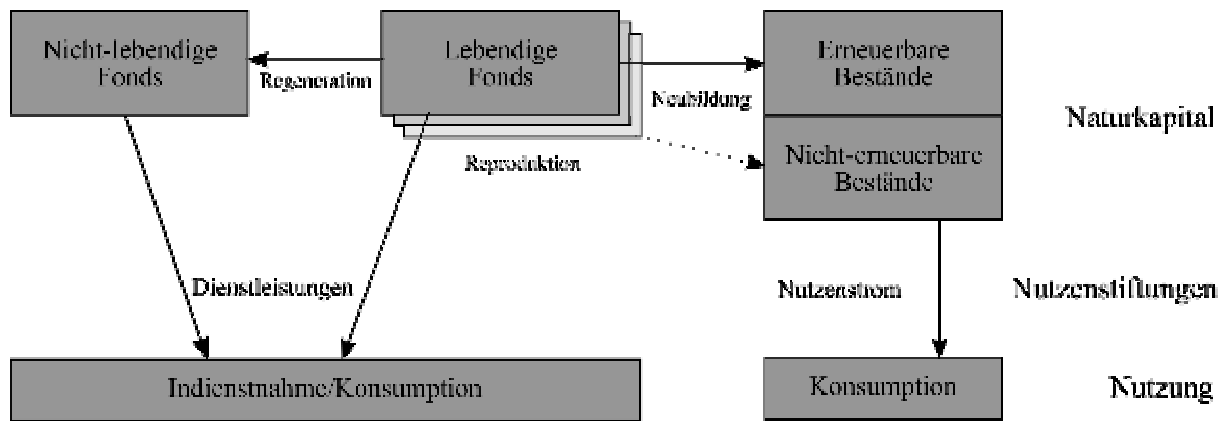 Nicht-lebendige
Fonds
Regeneration
Lebendige
Fonds
Neubildung
Erneuerbare
Bestände
Naturkapital
Reproduktion
Nicht-erneuerbare
Bestände
Dienstleistungen
Nutzenstrom
Nutzenstiftungen
Indienstnahme/Konsumption
Konsumption
Nutzung